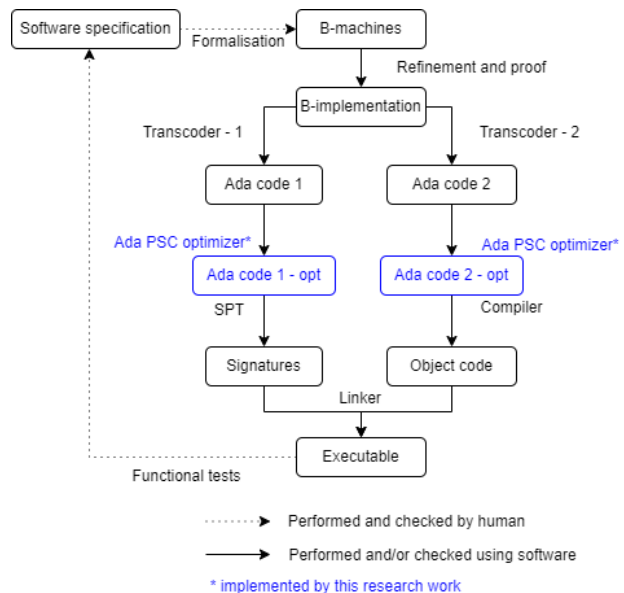 Software specification
Formalisation
B-machines
Refinement and proof
B-implementation
Transcoder - 1
Transcoder - 2
Ada code 1
Ada code 2
Ada PSC optimizer*
Ada PSC optimizer*
Ada code 1 - opt
Ada code 2 - opt
SPT
Compiler
Signatures
Object code
Linker
Executable
Functional tests
Performed and checked by human
Performed and/or checked using software
* implemented by this research work